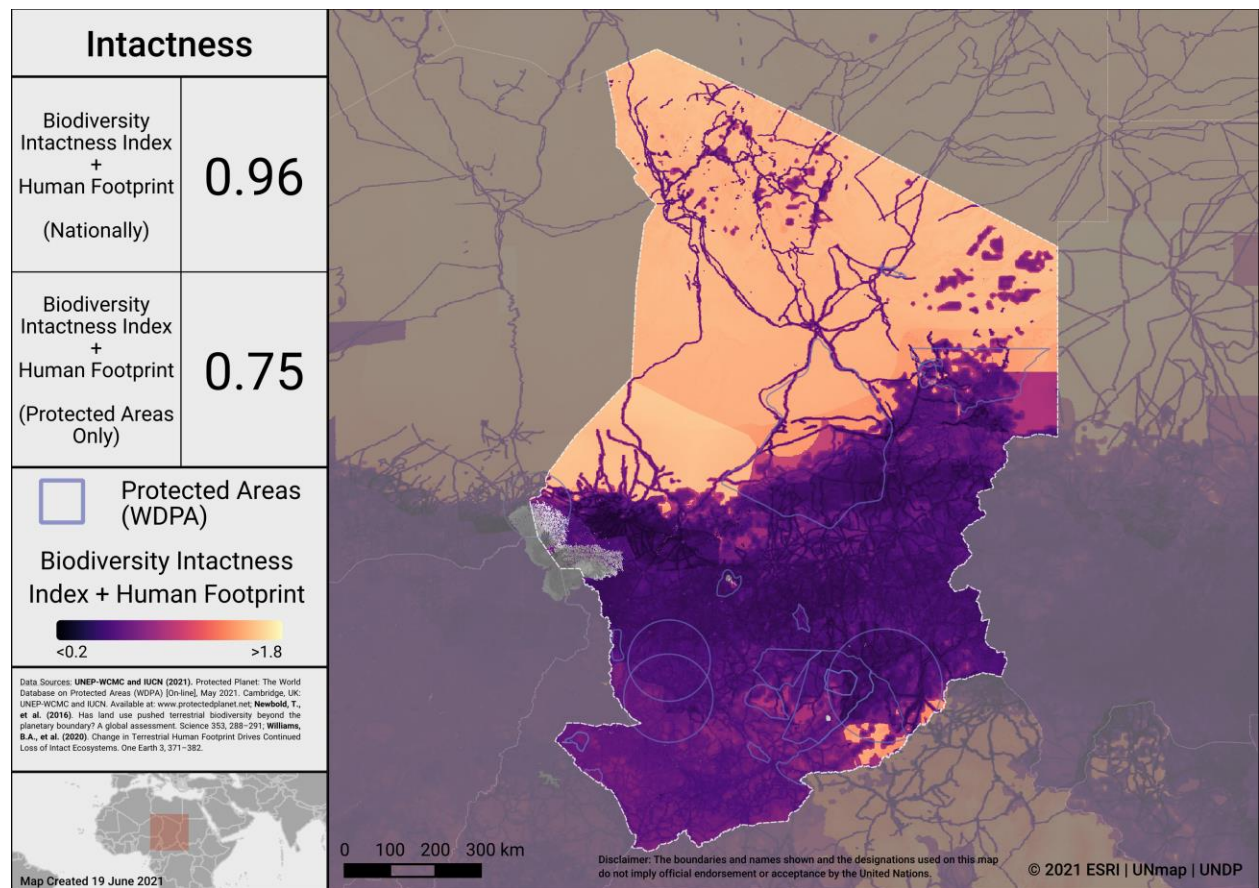 Intactness
Biodiversity
Intactness Index
+
Human Footprint
(Nationally)
0.96
Biodiversity
Intactness Index
+
Human Footprint
(Protected Areas
Only)
0.75
Protected Areas
(WDPA)
Biodiversity Intactness
Index + Human Footprint
<0.2
>1.8
Data Sources: UNEP-WCMC and IUCN (2021). Protected Planet: The World
Database on Protected Areas (WDPA) [On-line], May 2021. Cambridge, UK:
UNEP-WCMC and IUCN. Available at: www.protectedplanet.net; Newbold, T.,
et al. (2016). Has land use pushed terrestrial biodiversity beyond the
planetary boundary? A global assessment. Science 353, 288–291; Williams,
B.A., et al. (2020). Change in Terrestrial Human Footprint Drives Continued
Loss of Intact Ecosystems. One Earth 3, 371–382.
Map Created 19 June 2021
0 100 200 300 km
Disclaimer: The boundaries and names shown and the designations used on this map
do not imply official endorsement or acceptance by the United Nations.
© 2021 ESRI | UNmap | UNDP